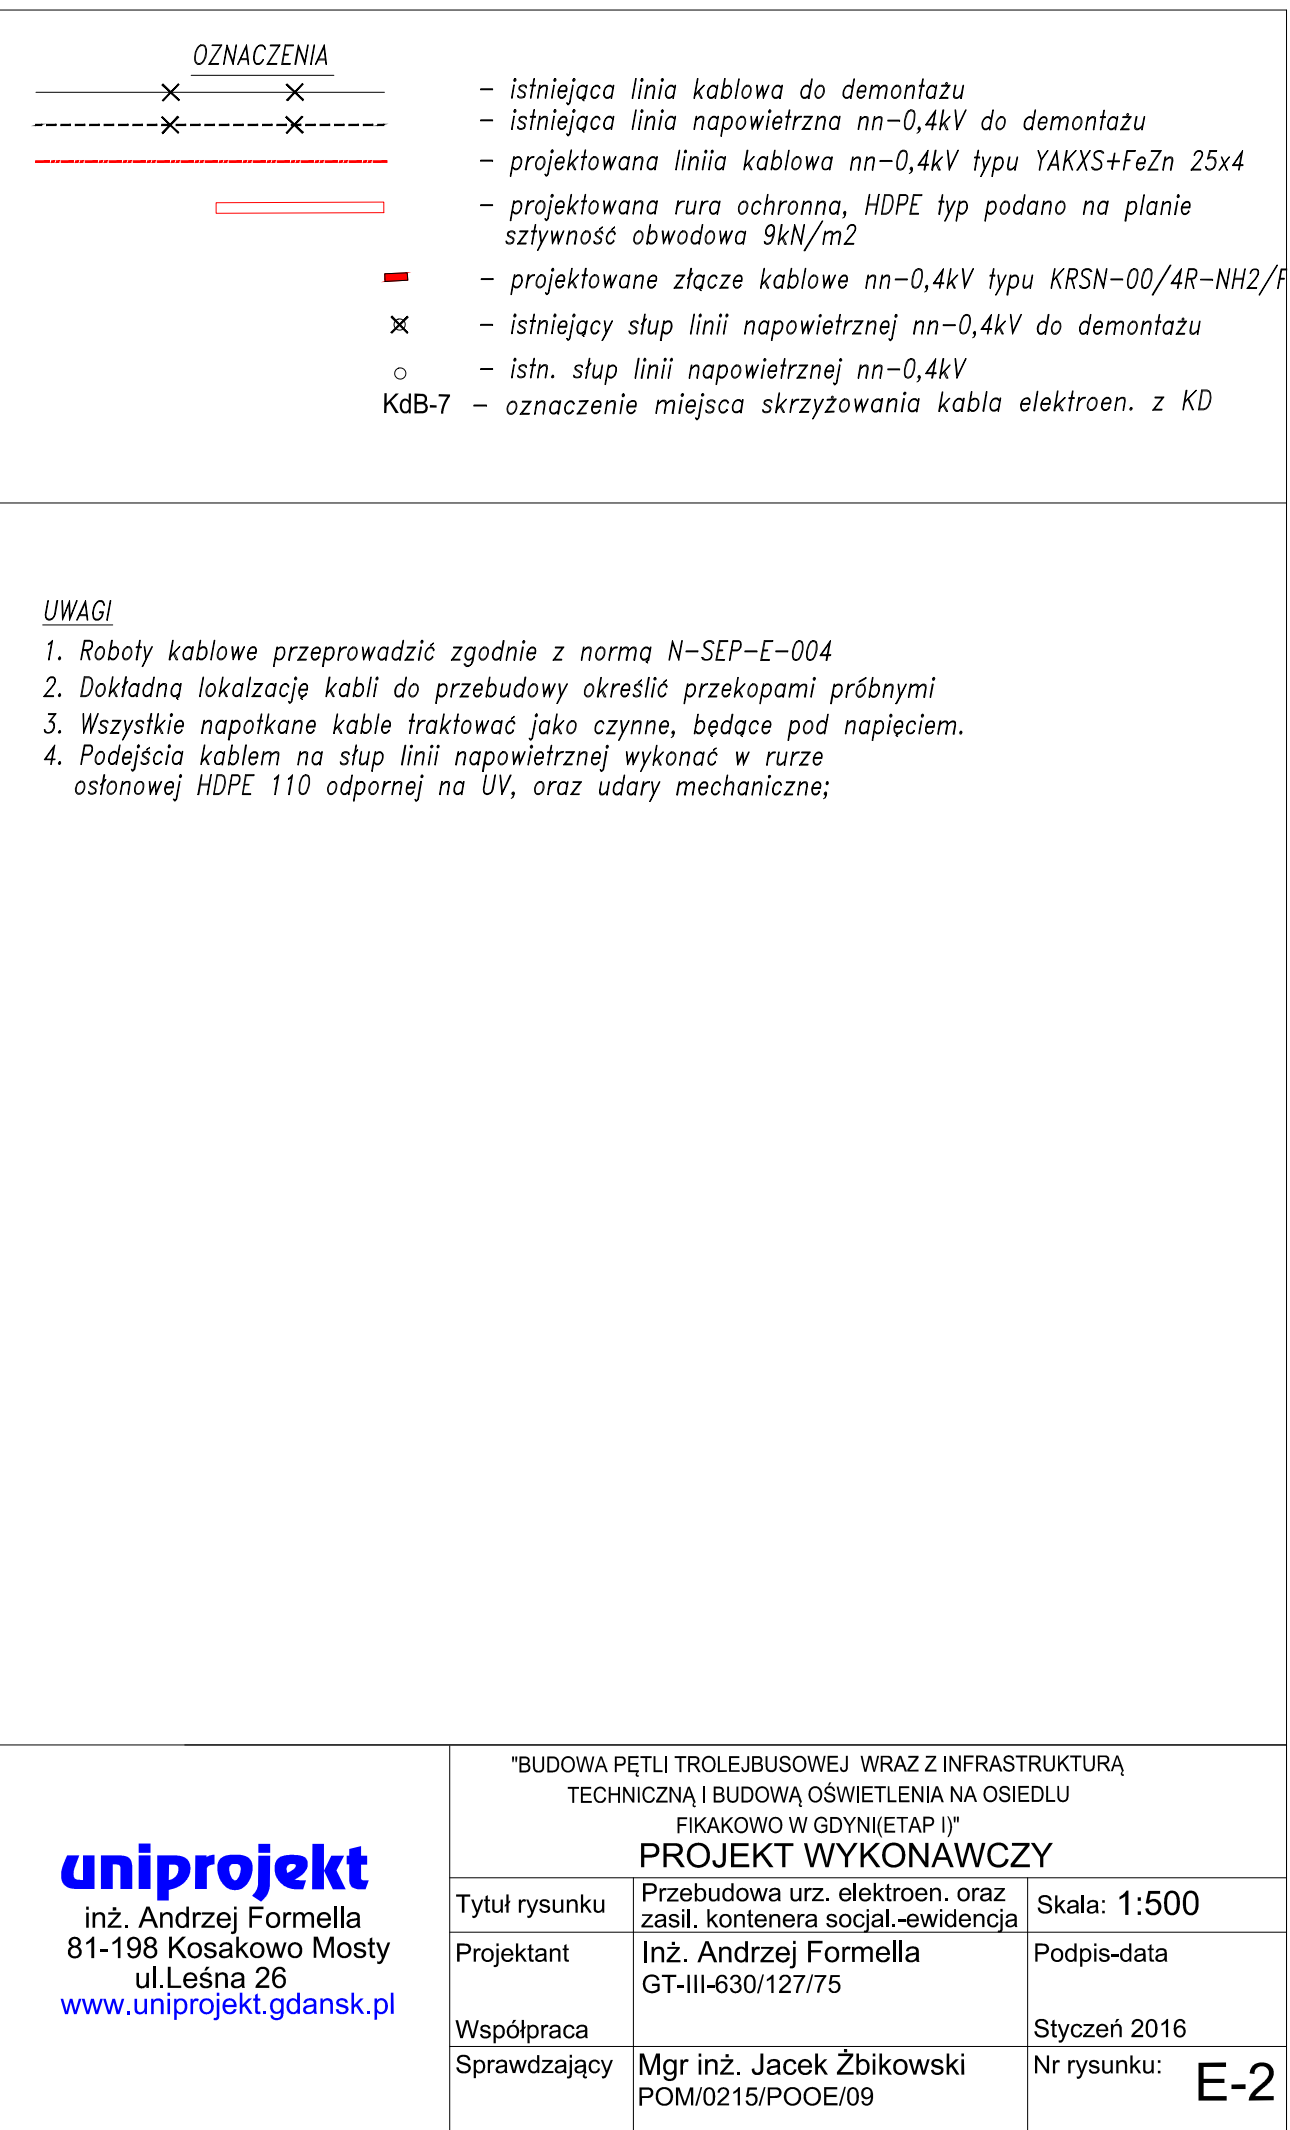 OZNACZENIA
- istniejąca linia kablowa do demontażu
- istniejąca linia napowietrzna nn-0,4kV do demontażu
- projektowana liniia kablowa nn-0,4kV typu YAKXS+FeZn 25x4
- projektowana rura ochronna, HDPE typ podano na planie
sztywność obwodowa 9kN/m2
- projektowane złącze kablowe nn-0,4kV typu KRSN-00/4R-NH2/F
- istniejący słup linii napowietrznej nn-0,4kV do demontażu
- istn. słup linii napowietrznej nn-0,4kV
KdB-7 - oznaczenie miejsca skrzyżowania kabla elektroen. z KD
UWAGI
1. Roboty kablowe przeprowadzić zgodnie z normą N-SEP-E-004
2. Dokładną lokalzację kabli do przebudowy określić przekopami próbnymi
3. Wszystkie napotkane kable traktować jako czynne, będące pod napięciem.
4. Podejścia kablem na słup linii napowietrznej wykonać w rurze
osłonowej HDPE 110 odpornej na UV, oraz udary mechaniczne;
"BUDOWA PĘTLI TROLEJBUSOWEJ WRAZ Z INFRASTRUKTURĄ
TECHNICZNĄ I BUDOWĄ OŚWIETLENIA NA OSIEDLU
FIKAKOWO W GDYNI(ETAP I)"
PROJEKT WYKONAWCZY
uniprojekt
inż. Andrzej Formella
81-198 Kosakowo Mosty
ul.Leśna 26
www.uniprojekt.gdansk.pl
Tytuł rysunku
Przebudowa urz. elektroen. oraz
zasil. kontenera socjal.-ewidencja
Skala: 1:500
Projektant
Inż. Andrzej Formella
GT-III-630/127/75
Podpis-data
Współpraca
Styczeń 2016
Sprawdzający
Mgr inż. Jacek Żbikowski
POM/0215/POOE/09
Nr rysunku: E-2